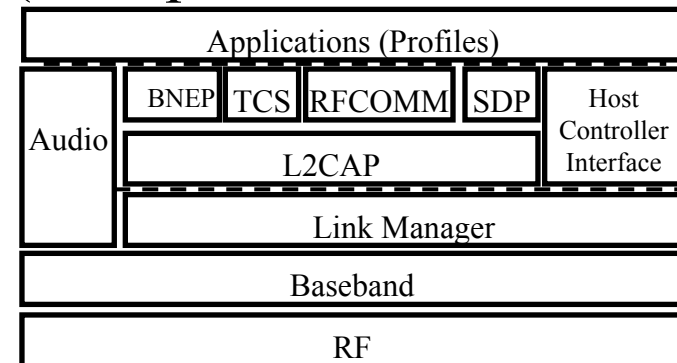 Applications (Profiles)
BNEP TCS RFCOMM SDP
Host
Controller
Interface
Audio
L2CAP
Link Manager
Baseband
RF